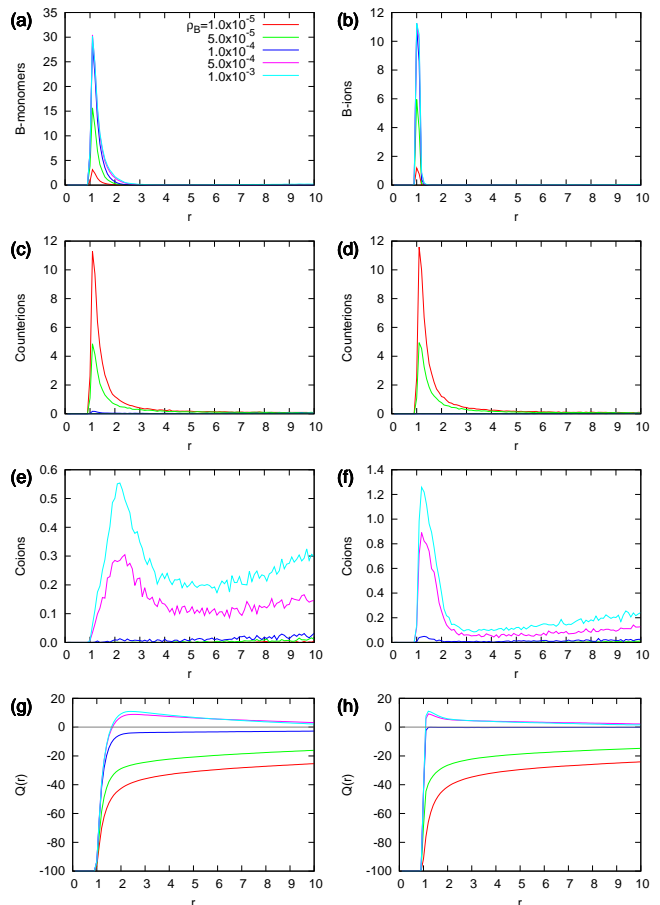 (a)
35
30
25
20
15
10
5
0
B-monomers
ρB=1.0x10-5
5.0x10-5
1.0x10-4
5.0x10-4
1.0x10-3
0 1 2 3 4 5 6 7 8 9 10
r
(b)
12
10
8
6
4
2
0
B-ions
0 1 2 3 4 5 6 7 8 9 10
r
(c)
12
10
8
6
4
2
0
Counterions
0 1 2 3 4 5 6 7 8 9 10
r
(d)
12
10
8
6
4
2
0
Counterions
0 1 2 3 4 5 6 7 8 9 10
r
(e)
0.6
0.5
0.4
0.3
0.2
0.1
0.0
Coions
0 1 2 3 4 5 6 7 8 9 10
r
(f)
1.4
1.2
1.0
0.8
0.6
0.4
0.2
0.0
Coions
0 1 2 3 4 5 6 7 8 9 10
r
(g)
20
0
-20
-40
-60
-80
-100
Q(r)
0 1 2 3 4 5 6 7 8 9 10
r
(h)
20
0
-20
-40
-60
-80
-100
Q(r)
0 1 2 3 4 5 6 7 8 9 10
r